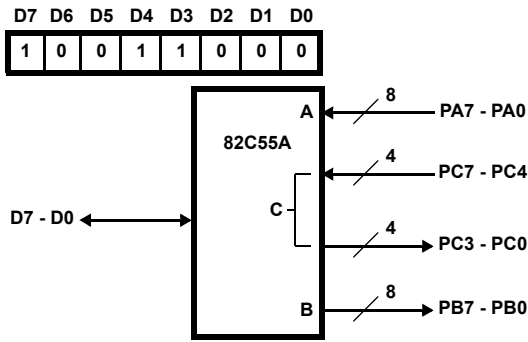 D7 D6 D5 D4 D3 D2 D1 D0
1 0 0 1 1 0 0 0
A 8 PA7 - PA0
82C55A
4 PC7 - PC4
C
D7 - D0
4 PC3 - PC0
B 8 PB7 - PB0